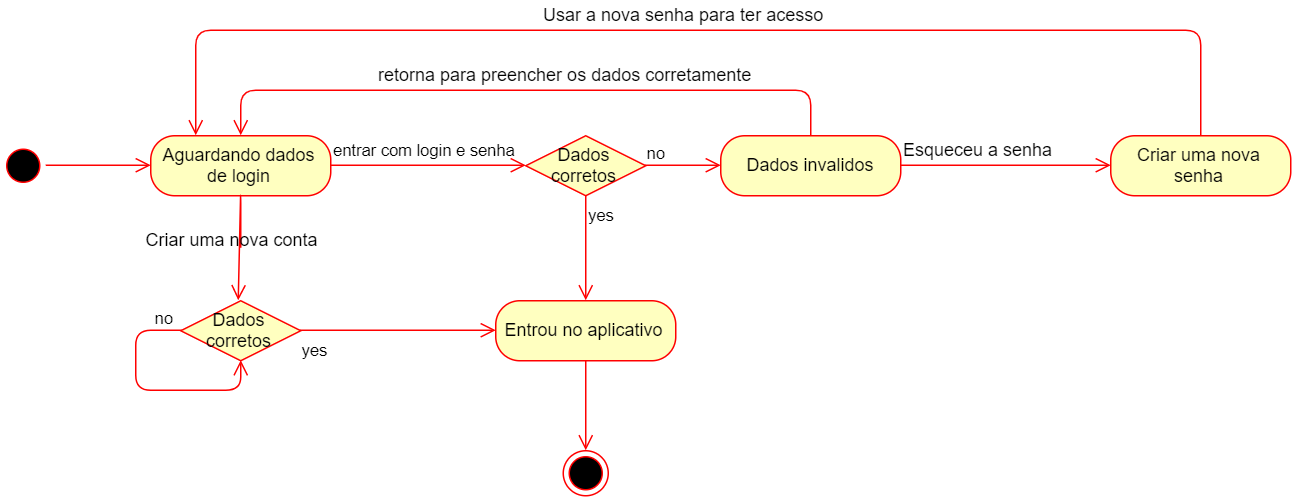 Usar a nova senha para ter acesso
retorna para preencher os dados corretamente
Aguardando dados
de login
entrar com login e senha
Dados
corretos
no
Dados invalidos
Esqueceu a senha
Criar uma nova
senha
yes
Criar uma nova conta
no
Dados
corretos
yes
Entrou no aplicativo